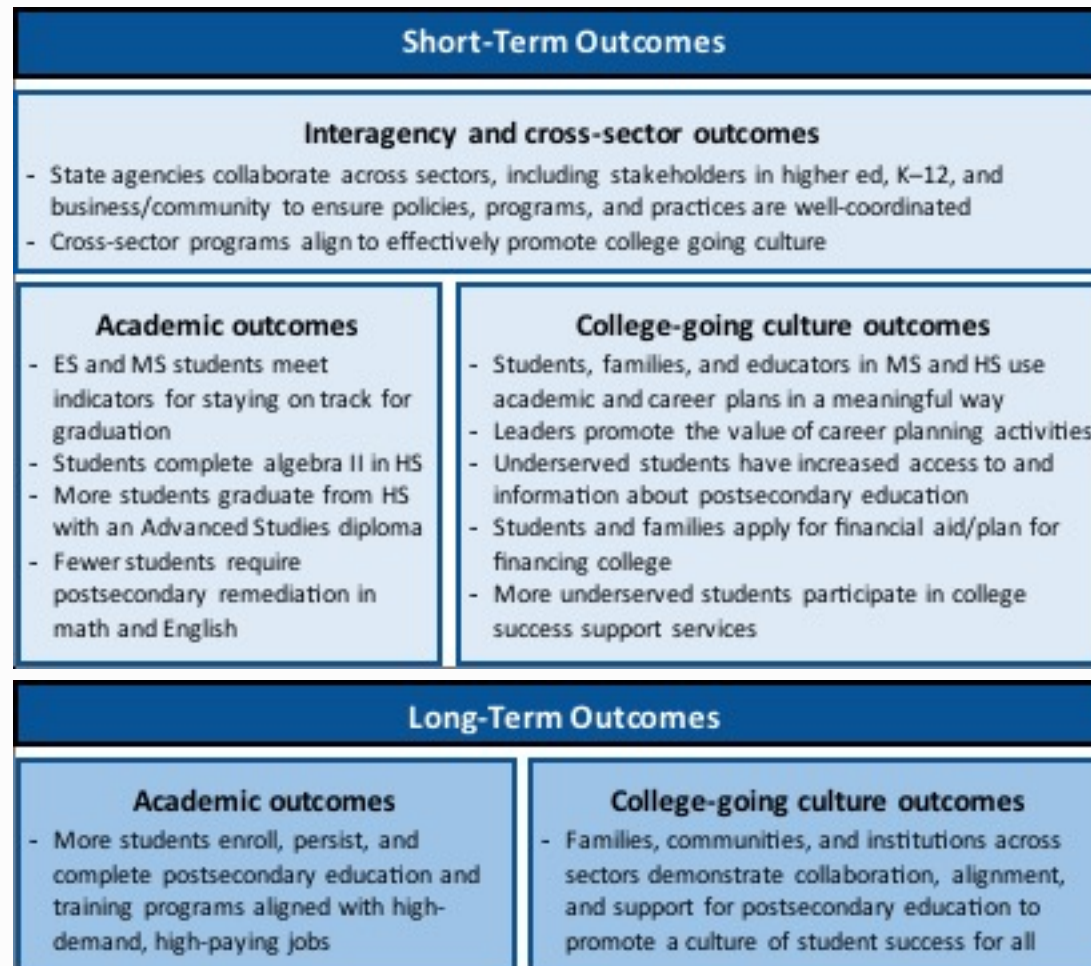 Short-Term Outcomes
Interagency and cross-sector outcomes
- State agencies collaborate across sectors, including stakeholders in higher ed, K–12, and
business/community to ensure policies, programs, and practices are well-coordinated
- Cross-sector programs align to effectively promote college going culture
Academic outcomes
- ES and MS students meet
indicators for staying on track for
graduation
- Students complete algebra II in HS
- More students graduate from HS
with an Advanced Studies diploma
- Fewer students require
postsecondary remediation in
math and English
College-going culture outcomes
- Students, families, and educators in MS and HS use
academic and career plans in a meaningful way
- Leaders promote the value of career planning activities
- Underserved students have increased access to and
information about postsecondary education
- Students and families apply for financial aid/plan for
financing college
- More underserved students participate in college
success support services
Long-Term Outcomes
Academic outcomes
- More students enroll, persist, and
complete postsecondary education and
training programs aligned with high-
demand, high-paying jobs
College-going culture outcomes
- Families, communities, and institutions across
sectors demonstrate collaboration, alignment,
and support for postsecondary education to
promote a culture of student success for all